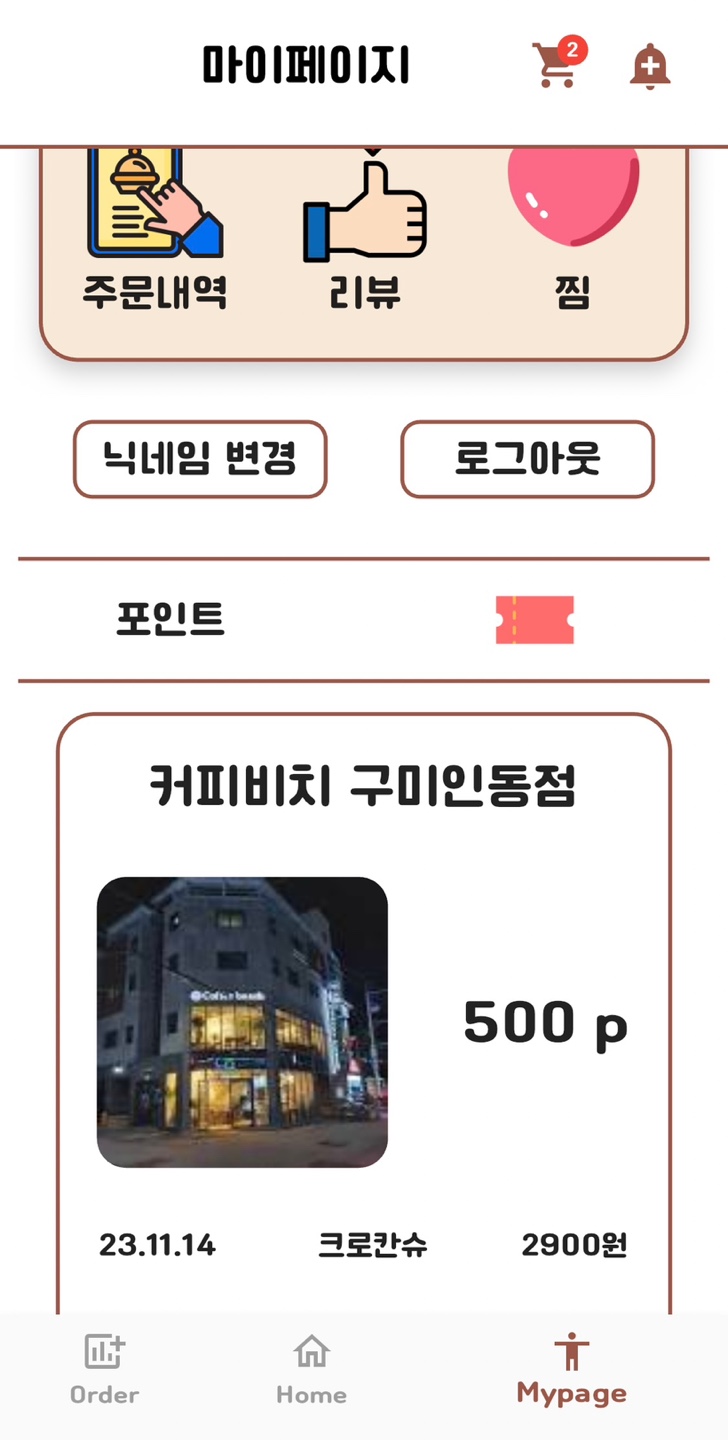 마이페이지
2
주문내역 리뷰 찜
닉네임 변경 로그아웃
포인트
커피비치 구미인동점
500 p
23.11.14 크로칸슈 2900원
Order Home Mypage